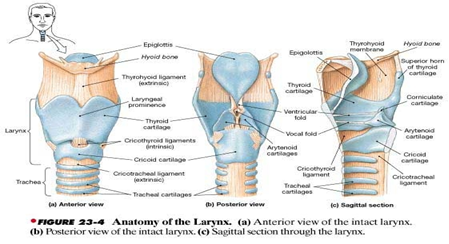 Epiglottis
Hyoid bone
Thyrohyoid ligament
(extrinsic)
Laryngeal
prominence
Larynx
Thyroid
cartilage
Cricothyroid ligaments
(intrinsic)
Cricoid cartilage
Cricotracheal ligament
(extrinsic)
Trachea
Tracheal cartilages
(a) Anterior view
Arytenoid
cartilages
(b) Posterior view
Epiglottis
Thyrohyoid
membrane
Hyoid bone
Superior horn
of thyroid
cartilage
Thyroid
cartilage
Corniculate
cartilage
Ventricular
fold
Vocal fold
Arytenoid
cartilage
Cricoid
cartilage
Cricothyroid
ligament
Cricotracheal
ligament
Tracheal
cartilages
(c) Sagittal section
•FIGURE 23-4 Anatomy of the Larynx. (a) Anterior view of the intact larynx.
(b) Posterior view of the intact larynx. (c) Sagittal section through the larynx.